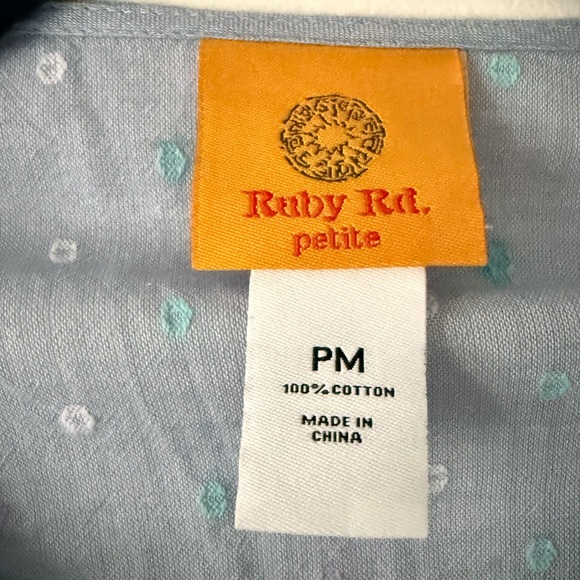 Ruby Rd.
petite
PM
100% COTTON
MADE IN
CHINA